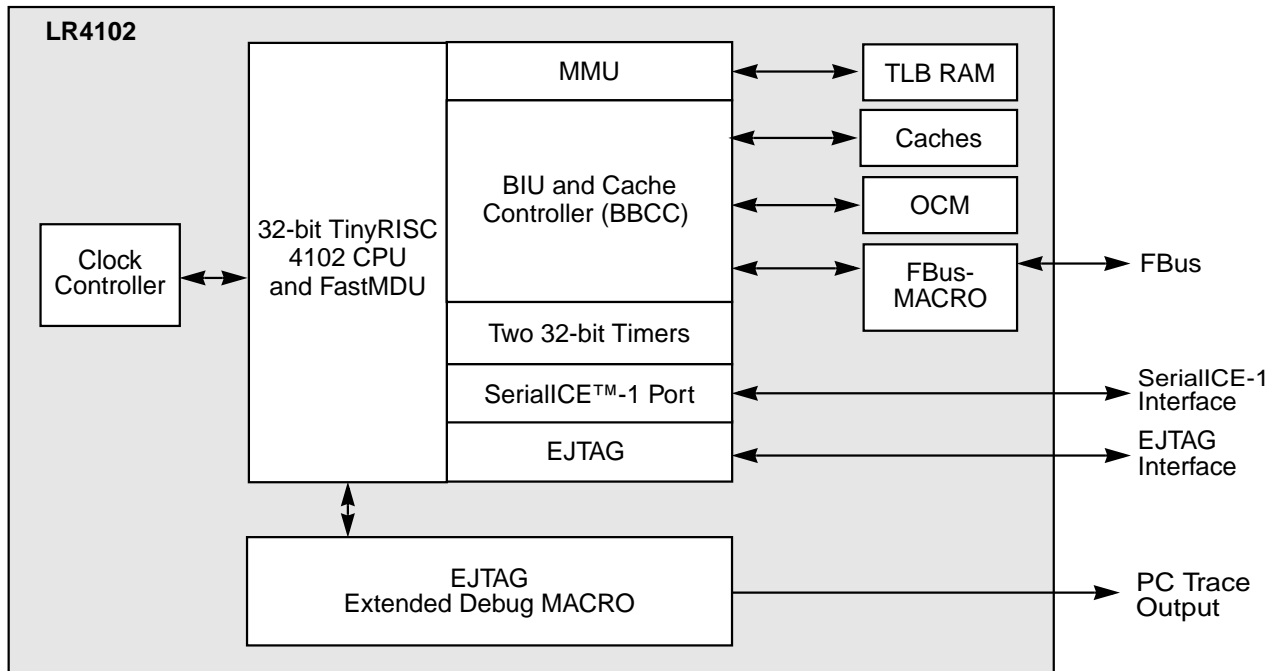 LR4102
MMU
TLB RAM
Caches
BIU and Cache
Controller (BBCC)
OCM
32-bit TinyRISC
4102 CPU
and FastMDU
Clock
Controller
FBus-
MACRO
FBus
Two 32-bit Timers
SerialICE™-1 Port
SerialICE-1
Interface
EJTAG
EJTAG
Interface
EJTAG
Extended Debug MACRO
PC Trace
Output